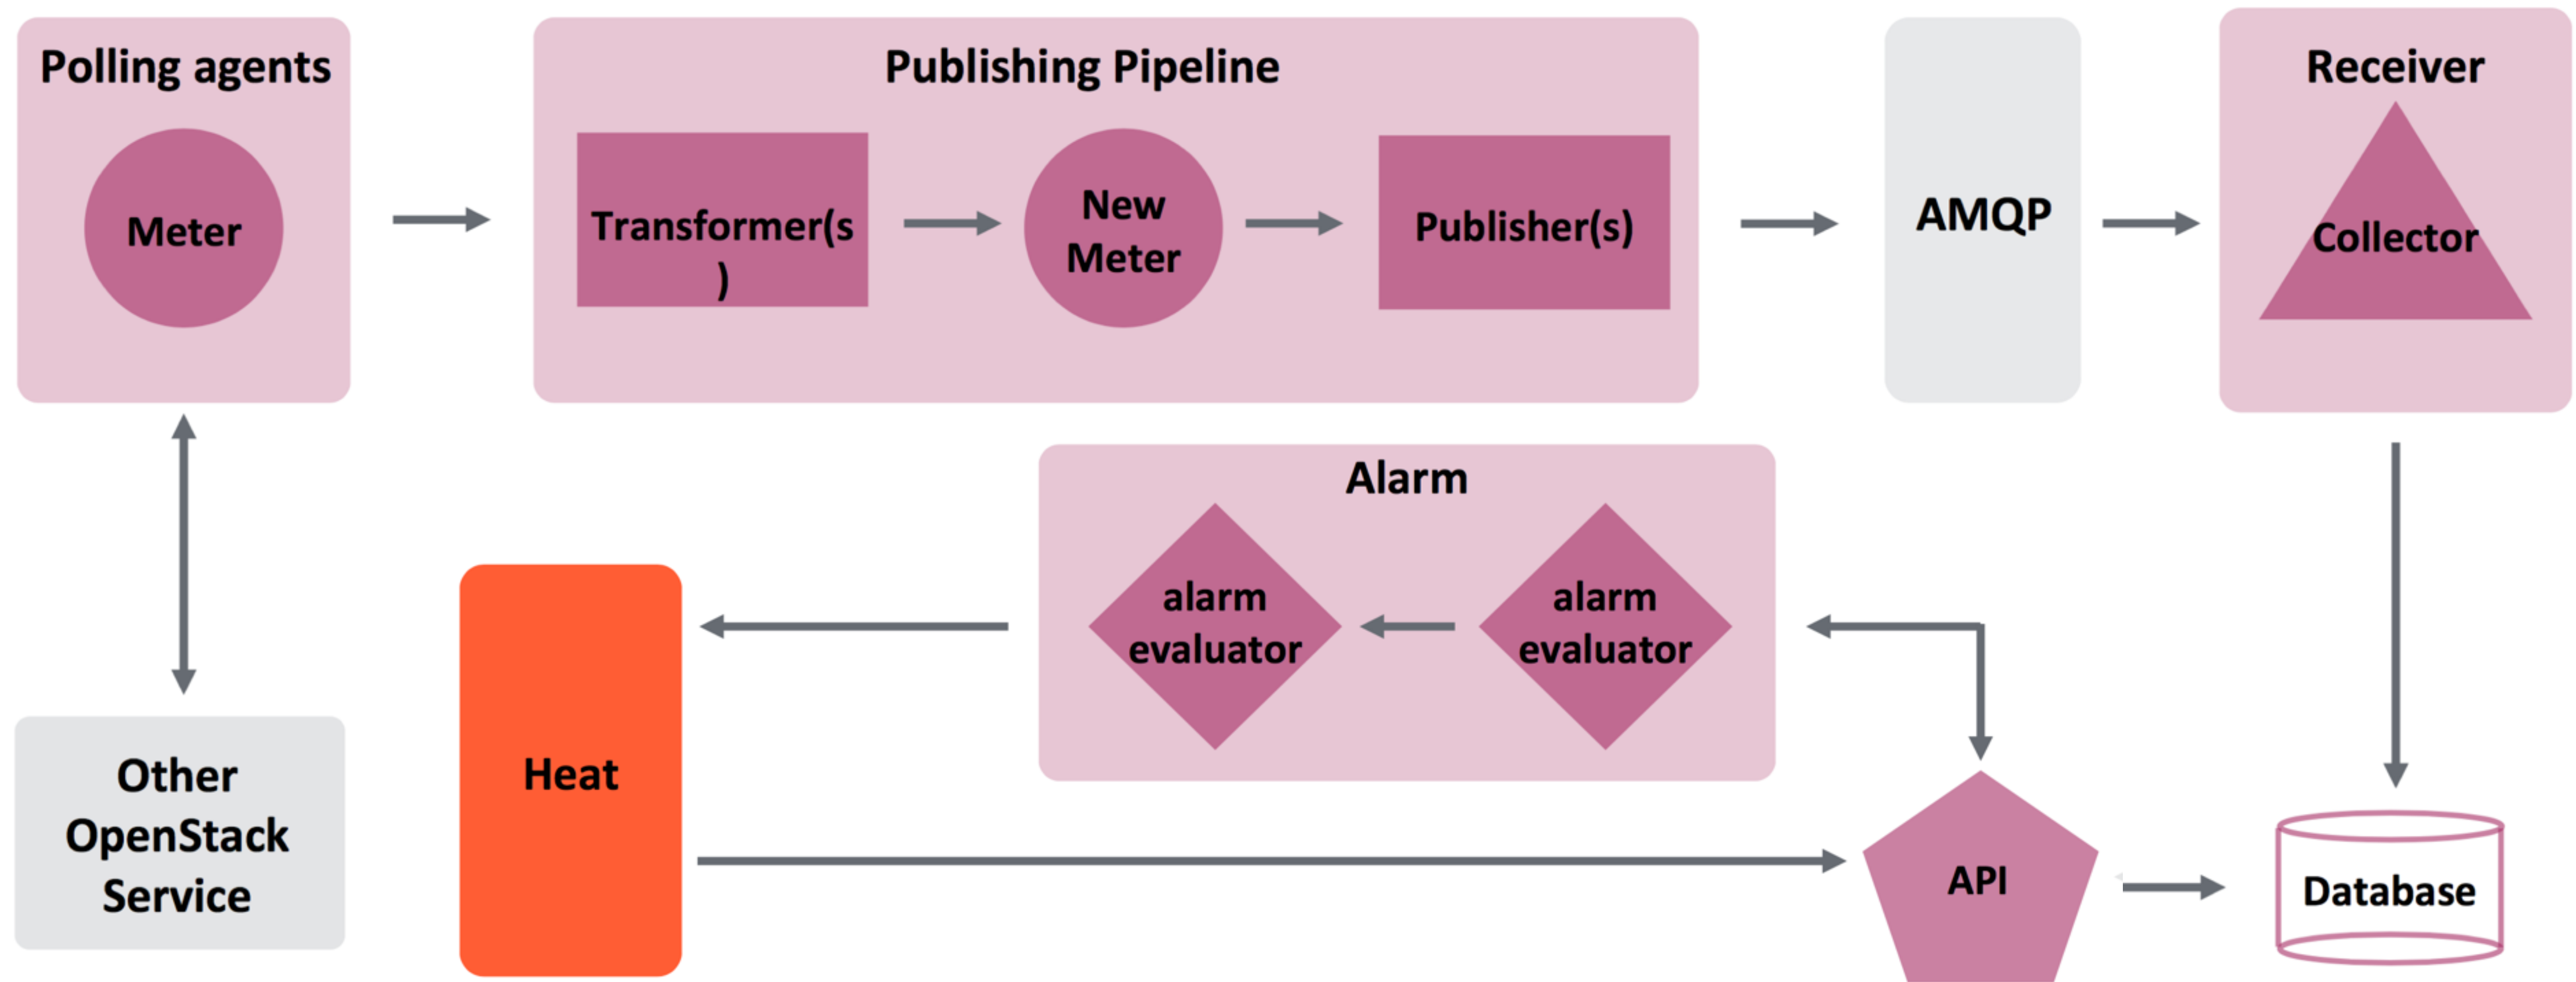 Polling agents
Meter
Publishing Pipeline
Transformer(s
)
New
Meter
Publisher(s)
AMQP
Receiver
Collector
Alarm
alarm
evaluator
alarm
evaluator
Heat
Other
OpenStack
Service
API
Database